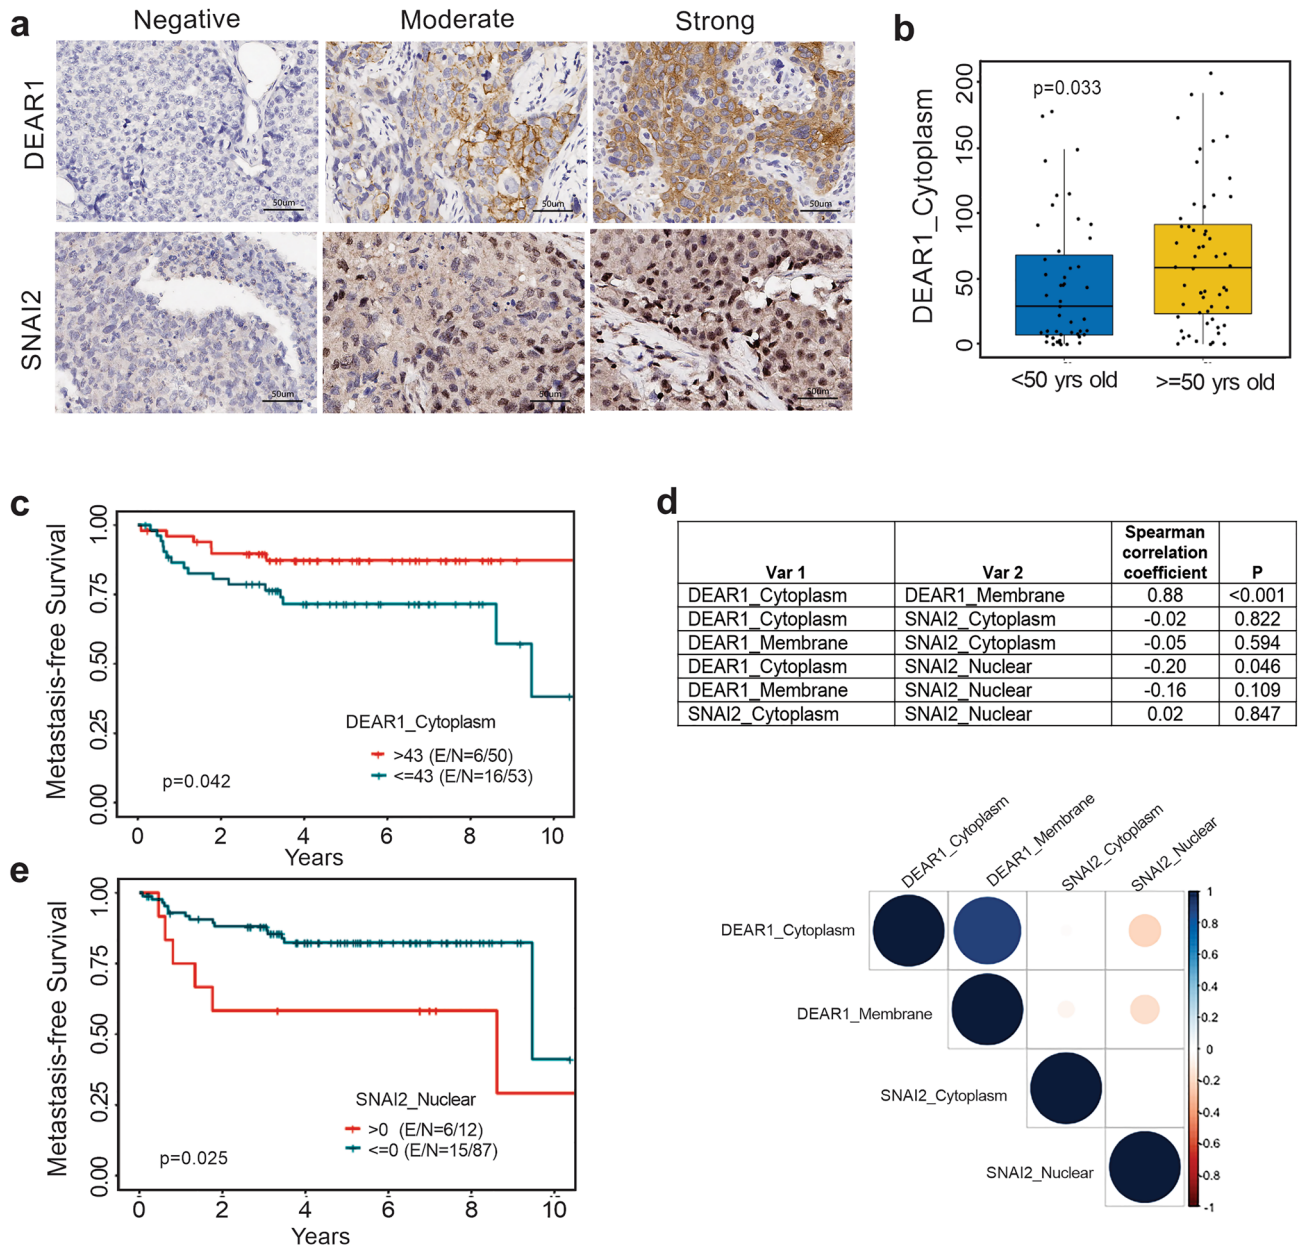 a
Negative
Moderate
Strong
DEAR1
50um
50um
50um
SNAI2
50um
50um
50um
b
DEAR1_Cytoplasm
200
150
100
50
0
p=0.033
<50 yrs old
>=50 yrs old
c
Metastasis-free Survival
1.00
0.75
0.50
0.25
0.00
DEAR1_Cytoplasm
>43 (E/N=6/50)
<=43 (E/N=16/53)
p=0.042
0 2 4 6 8 10
Years
d
Var 1 Var 2 Spearman correlation coefficient P
DEAR1_Cytoplasm DEAR1_Membrane 0.88 <0.001
DEAR1_Cytoplasm SNAI2_Cytoplasm -0.02 0.822
DEAR1_Membrane SNAI2_Cytoplasm -0.05 0.594
DEAR1_Cytoplasm SNAI2_Nuclear -0.20 0.046
DEAR1_Membrane SNAI2_Nuclear -0.16 0.109
SNAI2_Cytoplasm SNAI2_Nuclear 0.02 0.847
DEAR1_Cytoplasm
DEAR1_Membrane
SNAI2_Cytoplasm
SNAI2_Nuclear
DEAR1_Cytoplasm
DEAR1_Membrane
SNAI2_Cytoplasm
SNAI2_Nuclear
1
0.8
0.6
0.4
0.2
0
-0.2
-0.4
-0.6
-0.8
-1
e
Metastasis-free Survival
1.00
0.75
0.50
0.25
0.00
SNAI2_Nuclear
>0 (E/N=6/12)
<=0 (E/N=15/87)
p=0.025
0 2 4 6 8 10
Years